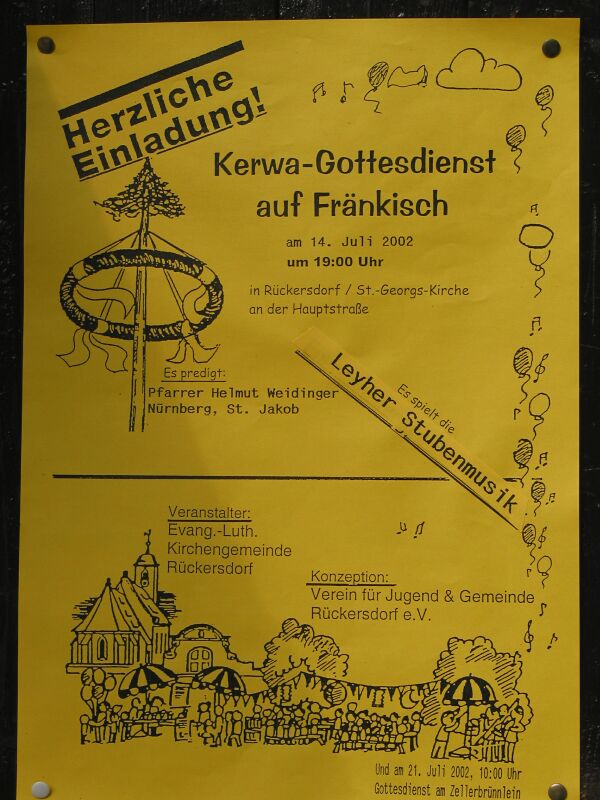 Herzliche
Einladung!
Kerwa-Gottesdienst
auf Fränkisch
am 14. Juli 2002
um 19:00 Uhr
in Rückersdorf / St.-Georgs-Kirche
an der Hauptstraße
Es predigt:
Pfarrer Helmut Weidinger
Nürnberg, St. Jakob
Es spielt die
Leyher Stubenmusik
Veranstalter:
Evang.-Luth.
Kirchengemeinde
Rückersdorf
Konzeption:
Verein für Jugend & Gemeinde
Rückersdorf e.V.
Und am 21. Juli 2002, 10:00 Uhr
Gottesdienst am Zellerbrünnlein